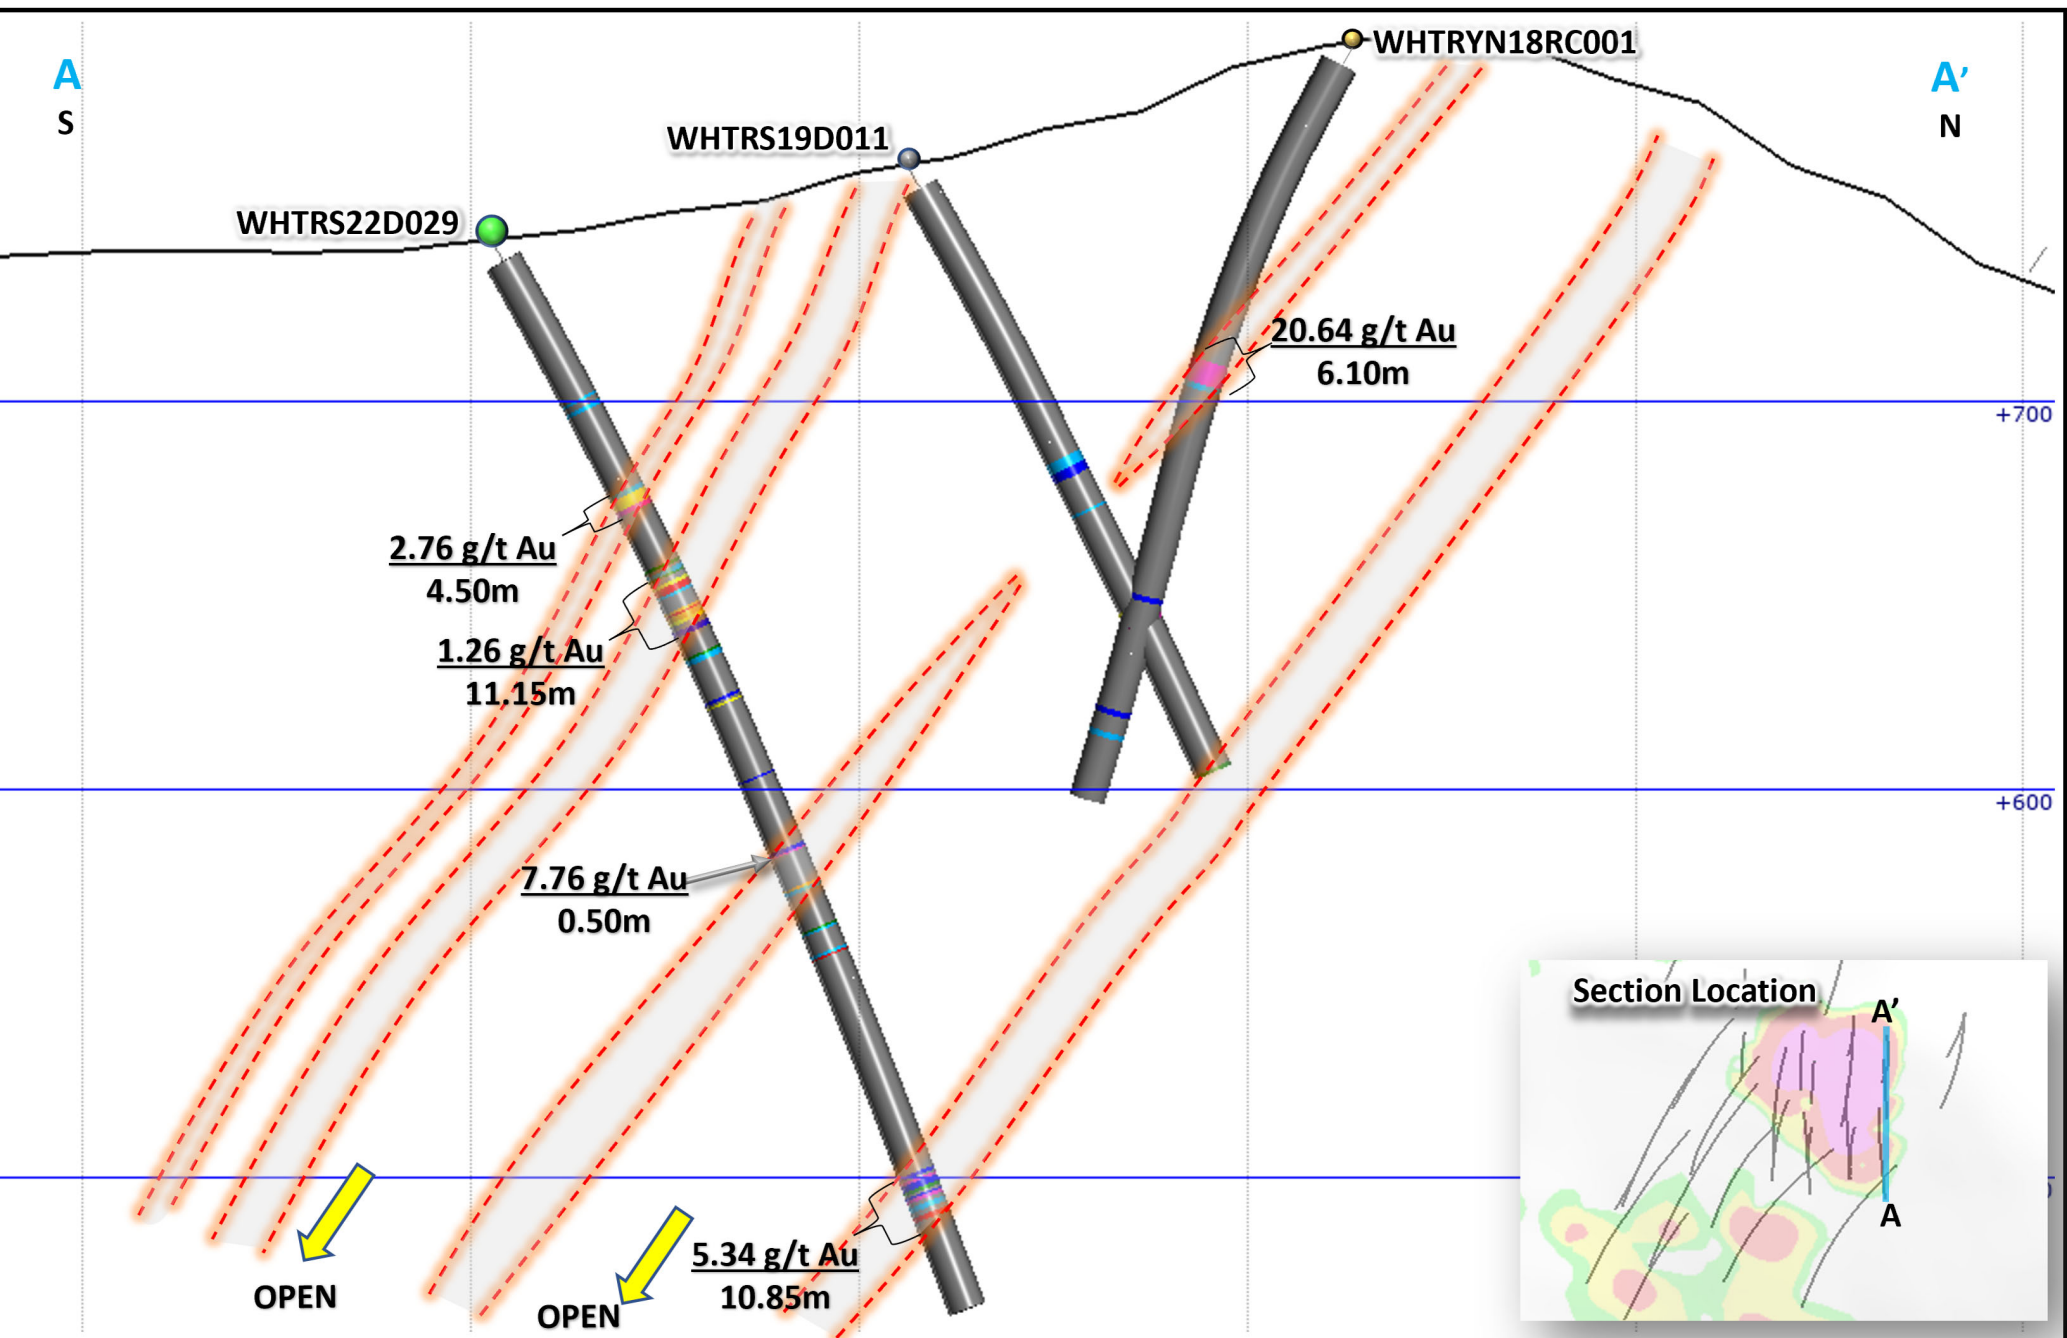 A
S
WHTRYN18RC001
A’
N
WHTRS19D011
WHTRS22D029
20.64 g/t Au
6.10m
+700
2.76 g/t Au
4.50m
1.26 g/t Au
11.15m
+600
7.76 g/t Au
0.50m
Section Location
A’
A
5.34 g/t Au
10.85m
OPEN
OPEN